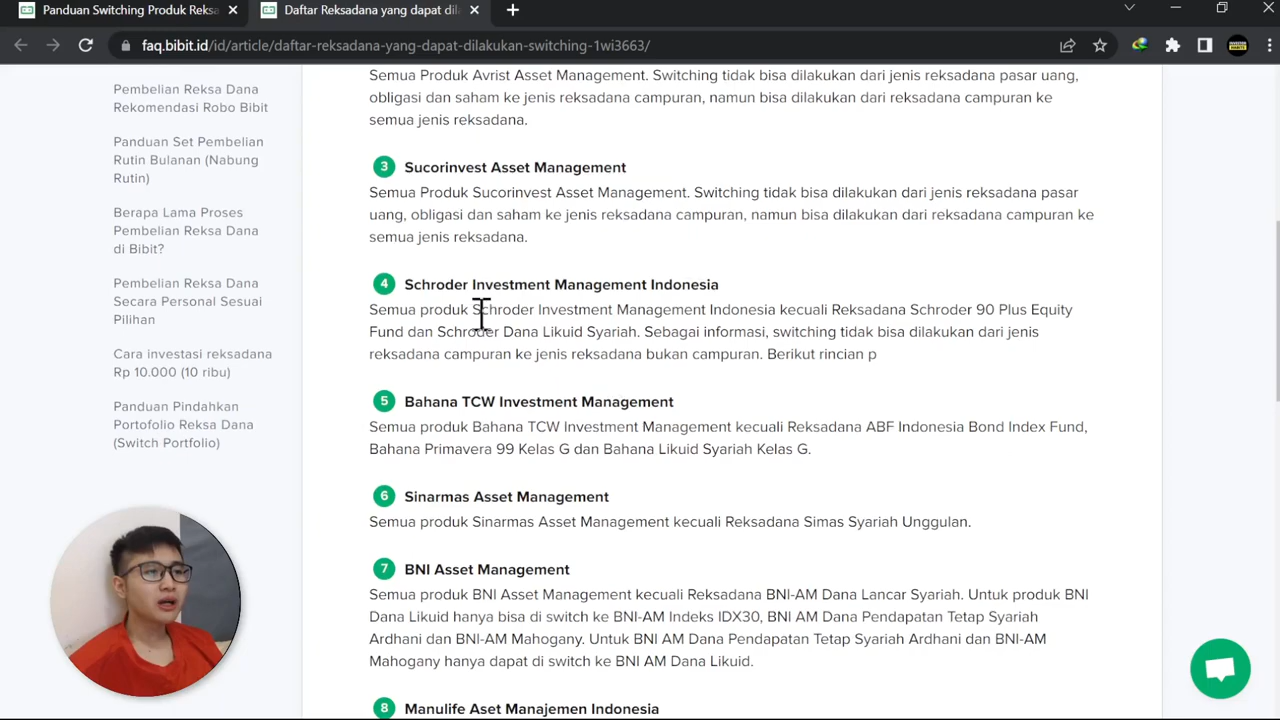 Panduan Switching Produk Reksa
Daftar Reksadana yang dapat dil
faq.bibit.id/id/article/daftar-reksadana-yang-dapat-dilakukan-switching-1wi3663/
Pembelian Reksa Dana
Rekomendasi Robo Bibit
Panduan Set Pembelian
Rutin Bulanan (Nabung
Rutin)
Berapa Lama Proses
Pembelian Reksa Dana
di Bibit?
Pembelian Reksa Dana
Secara Personal Sesuai
Pilihan
Cara investasi reksadana
Rp 10.000 (10 ribu)
Panduan Pindahkan
Portofolio Reksa Dana
(Switch Portfolio)
Semua Produk Avrist Asset Management. Switching tidak bisa dilakukan dari jenis reksadana pasar uang,
obligasi dan saham ke jenis reksadana campuran, namun bisa dilakukan dari reksadana campuran ke
semua jenis reksadana.
3 Sucorinvest Asset Management
Semua Produk Sucorinvest Asset Management. Switching tidak bisa dilakukan dari jenis reksadana pasar
uang, obligasi dan saham ke jenis reksadana campuran, namun bisa dilakukan dari reksadana campuran ke
semua jenis reksadana.
4 Schroder Investment Management Indonesia
Semua produk Schroder Investment Management Indonesia kecuali Reksadana Schroder 90 Plus Equity
Fund dan Schroder Dana Likuid Syariah. Sebagai informasi, switching tidak bisa dilakukan dari jenis
reksadana campuran ke jenis reksadana bukan campuran. Berikut rincian p
5 Bahana TCW Investment Management
Semua produk Bahana TCW Investment Management kecuali Reksadana ABF Indonesia Bond Index Fund,
Bahana Primavera 99 Kelas G dan Bahana Likuid Syariah Kelas G.
6 Sinarmas Asset Management
Semua produk Sinarmas Asset Management kecuali Reksadana Simas Syariah Unggulan.
7 BNI Asset Management
Semua produk BNI Asset Management kecuali Reksadana BNI-AM Dana Lancar Syariah. Untuk produk BNI
Dana Likuid hanya bisa di switch ke BNI-AM Indeks IDX30, BNI AM Dana Pendapatan Tetap Syariah
Ardhani dan BNI-AM Mahogany. Untuk BNI AM Dana Pendapatan Tetap Syariah Ardhani dan BNI-AM
Mahogany hanya dapat di switch ke BNI AM Dana Likuid.
8 Manulife Aset Manajemen Indonesia